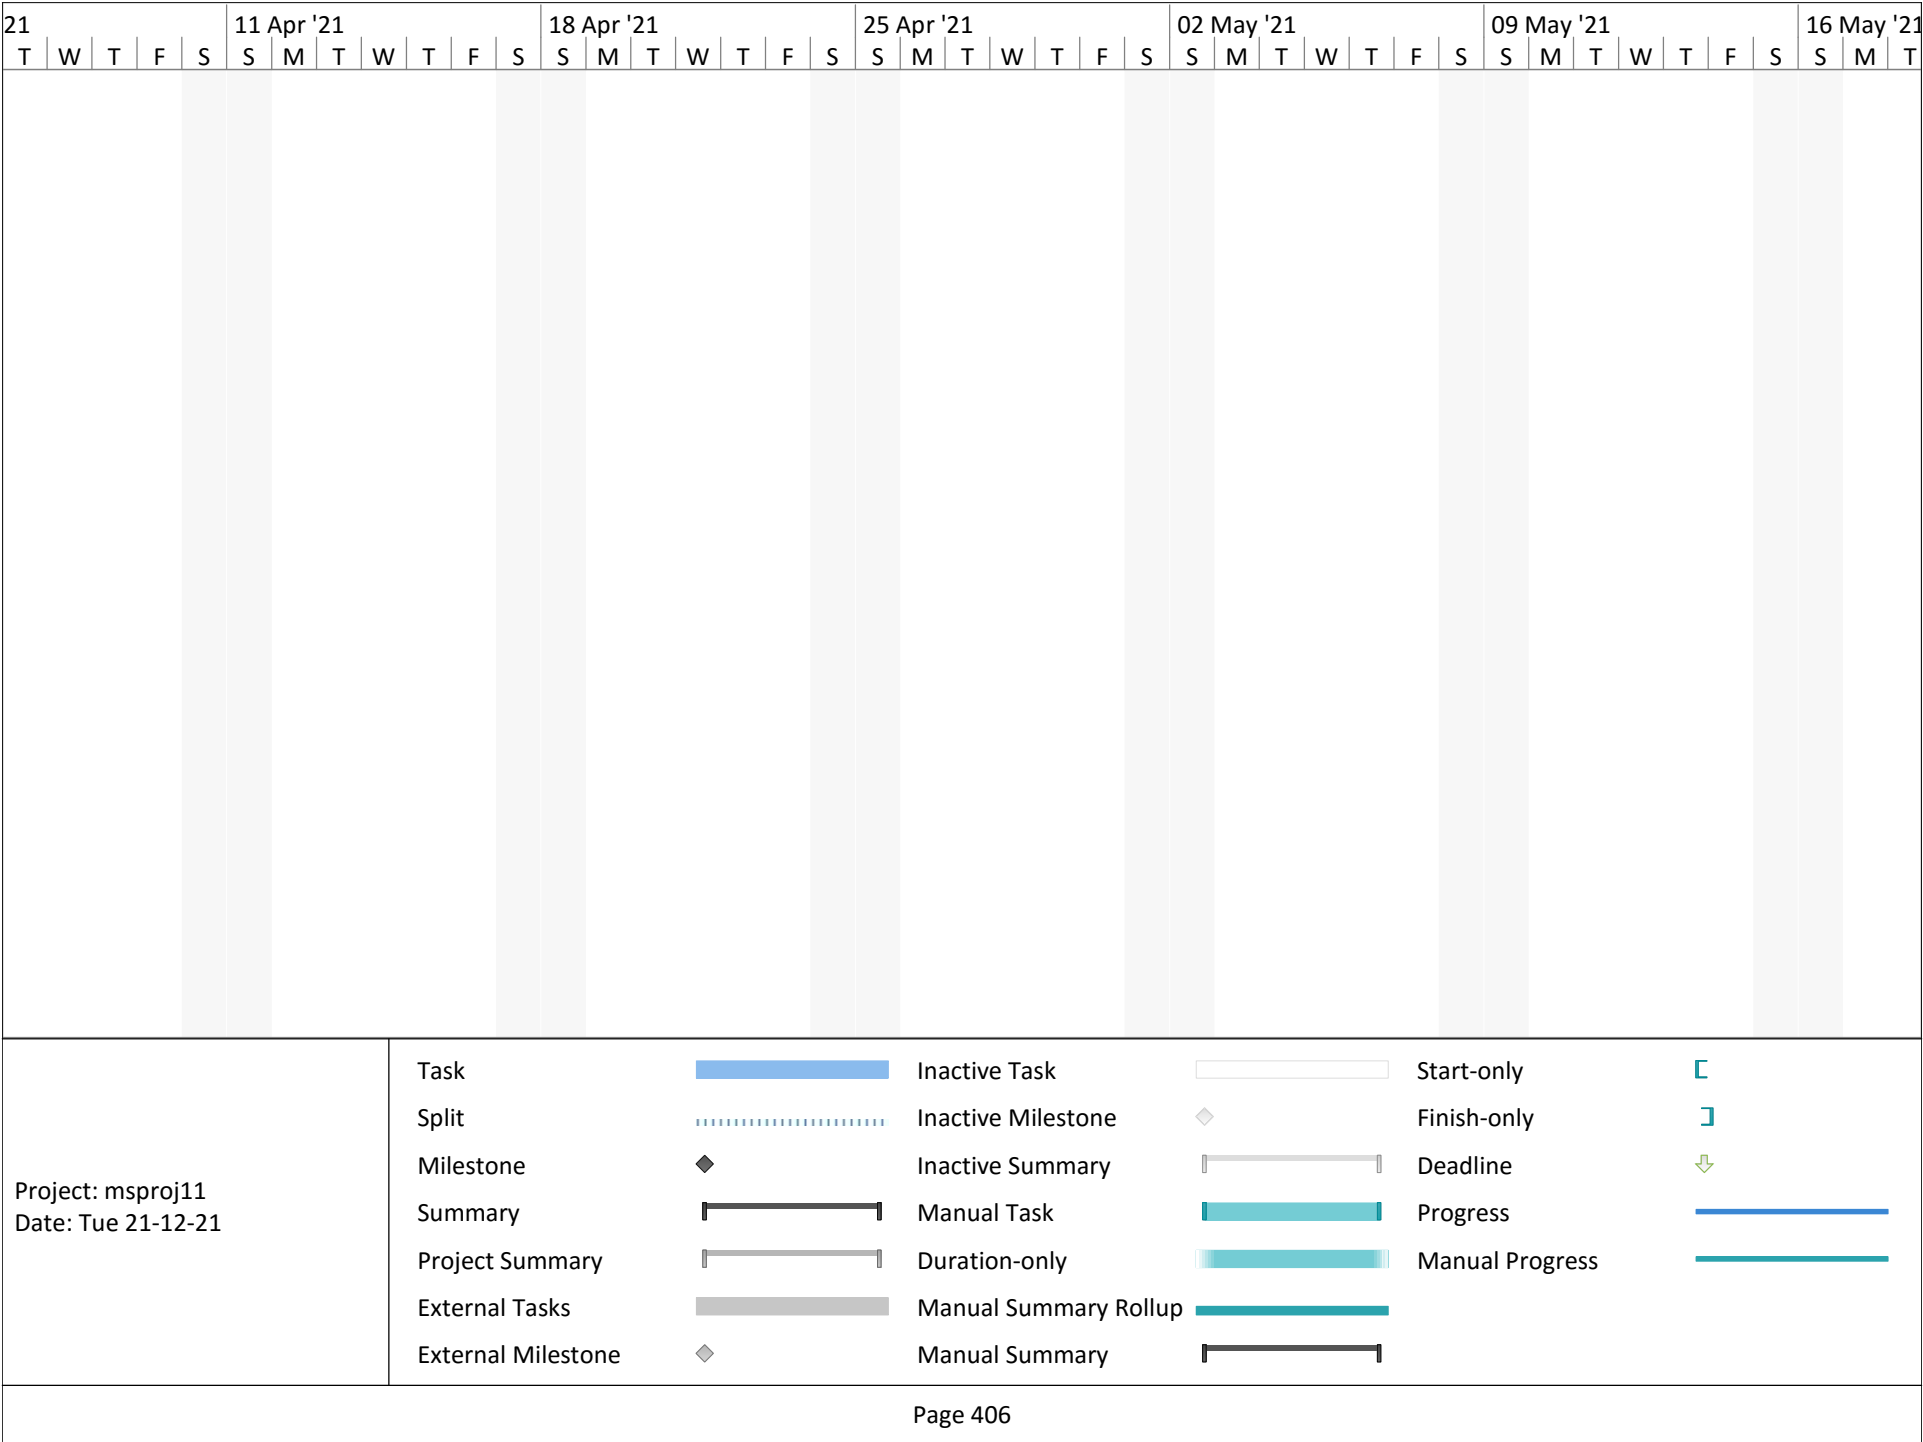 21 11 Apr '21 18 Apr '21 25 Apr '21 02 May '21 09 May '21 16 May '21
T W T F S S M T W T F S S M T W T F S S M T W T F S S M T W T F S S M T W T F S S M T
Task
Split
Milestone
Summary
Project Summary
External Tasks
External Milestone
Inactive Task
Inactive Milestone
Inactive Summary
Manual Task
Duration-only
Manual Summary Rollup
Manual Summary
Start-only
Finish-only
Deadline
Progress
Manual Progress
Project: msproj11
Date: Tue 21-12-21
Page 406